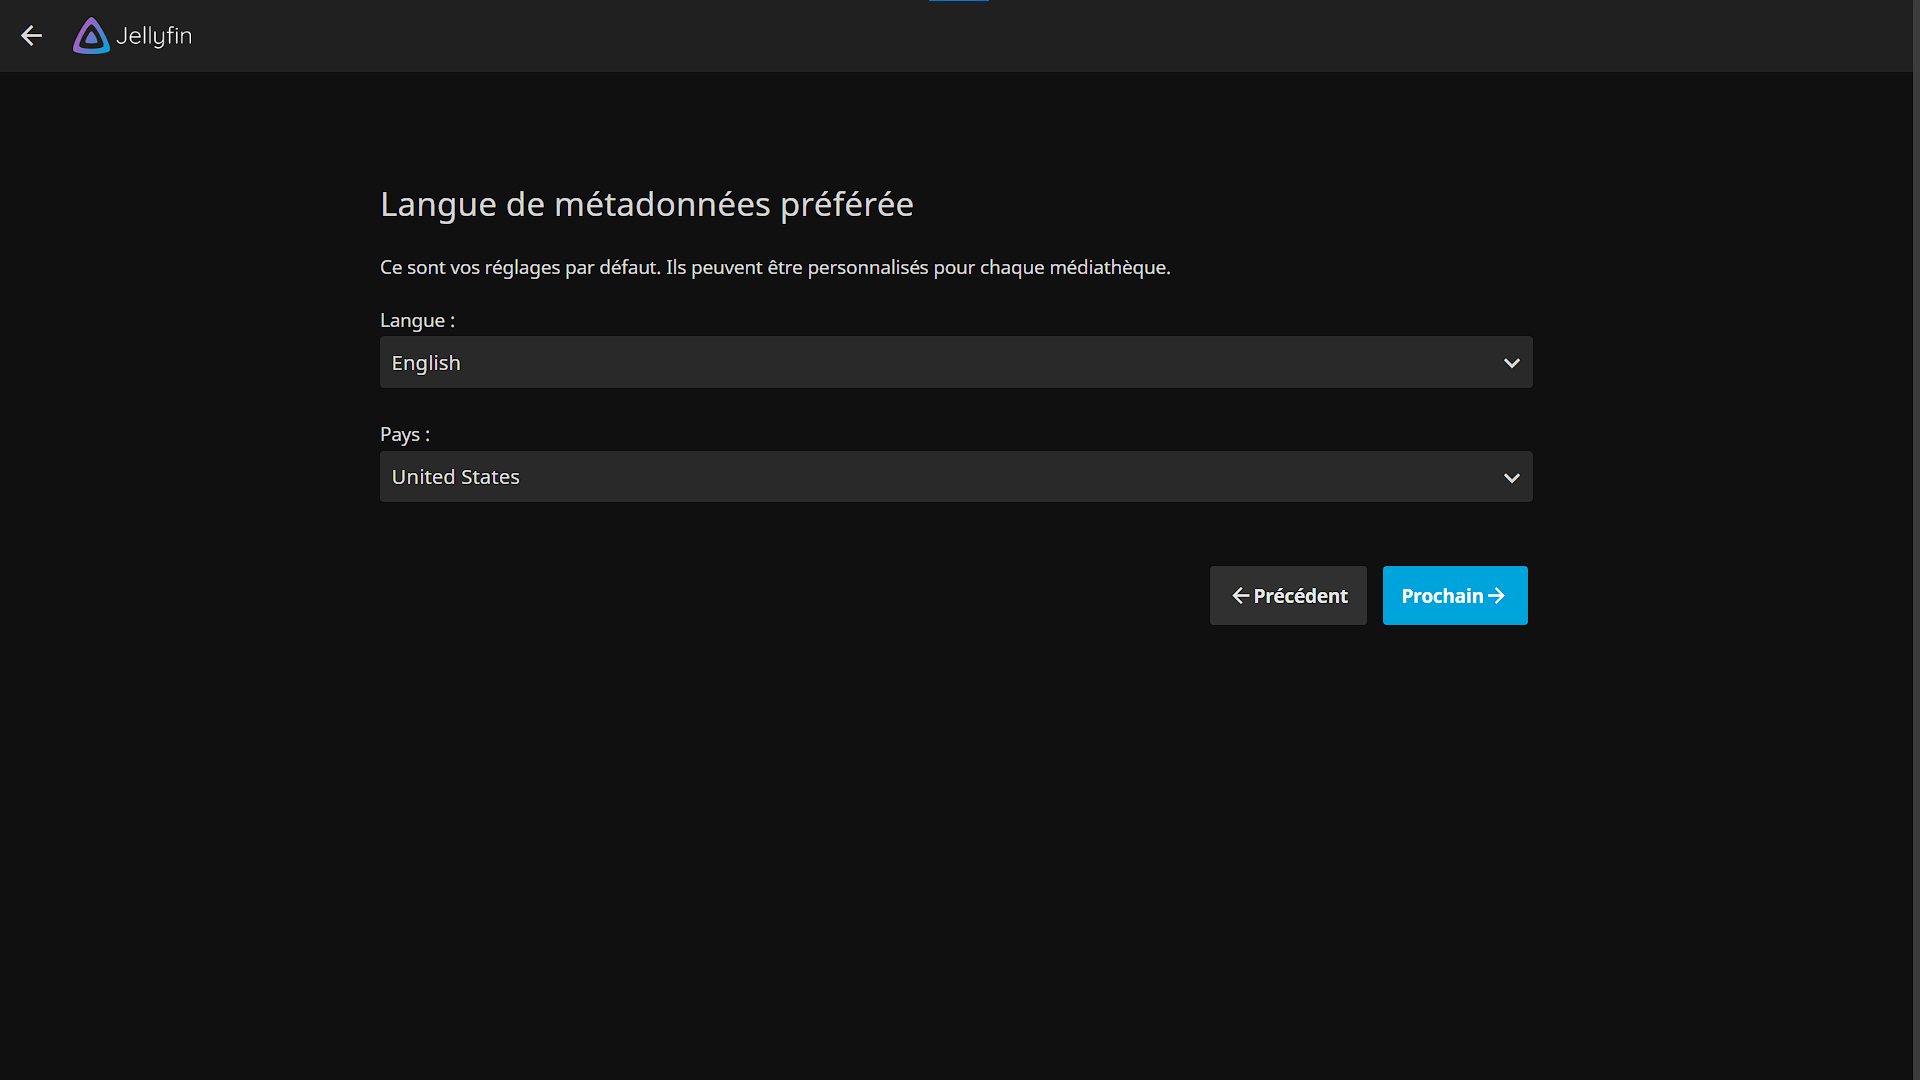 Jellyfin
Langue de métadonnées préférée
Ce sont vos réglages par défaut. Ils peuvent être personnalisés pour chaque médiathèque.
Langue :
English
Pays :
United States
Précédent
Prochain